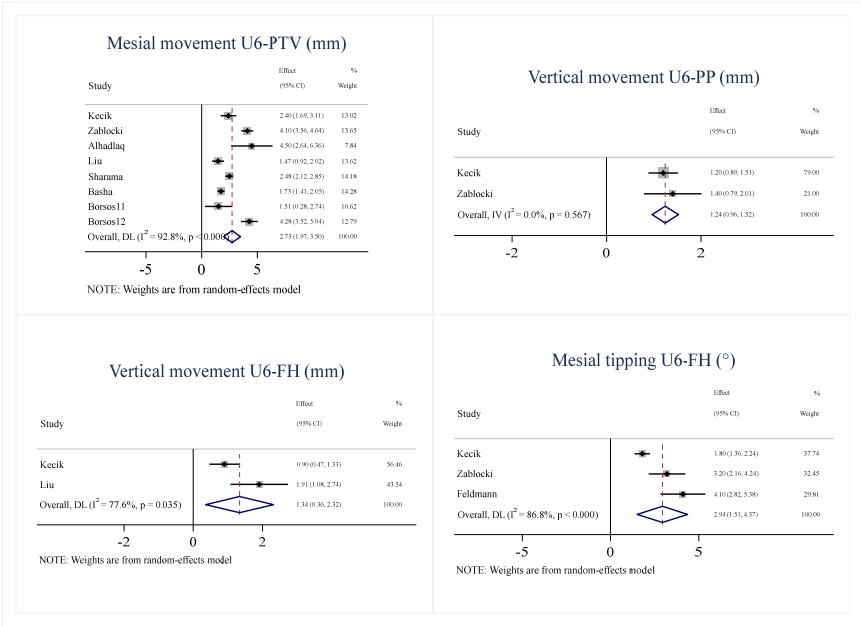 Mesial movement U6-PTV (mm)
Effect %
Study (95% CI) Weight
Kecik 2.40 (1.69, 3.11) 13.02
Zablocki 4.10 (3.56, 4.64) 13.65
Alhadlaq 4.50 (2.64, 6.36) 7.84
Liu 1.47 (0.92, 2.02) 13.62
Sharama 2.48 (2.12, 2.85) 14.18
Basha 1.73 (1.41, 2.05) 14.28
Borsos11 1.51 (0.28, 2.74) 10.62
Borsos12 4.28 (3.52, 5.04) 12.79
Overall, DL (I² = 92.8%, p < 0.000) 2.73 (1.97, 3.50) 100.00
-5 0 5
NOTE: Weights are from random-effects model
Vertical movement U6-PP (mm)
Effect %
Study (95% CI) Weight
Kecik 1.20 (0.89, 1.51) 79.00
Zablocki 1.40 (0.79, 2.01) 21.00
Overall, IV (I² = 0.0%, p = 0.567) 1.24 (0.96, 1.52) 100.00
-2 0 2
Vertical movement U6-FH (mm)
Effect %
Study (95% CI) Weight
Kecik 0.90 (0.47, 1.33) 56.46
Liu 1.91 (1.08, 2.74) 43.54
Overall, DL (I² = 77.6%, p = 0.035) 1.34 (0.36, 2.32) 100.00
-2 0 2
NOTE: Weights are from random-effects model
Mesial tipping U6-FH (°)
Effect %
Study (95% CI) Weight
Kecik 1.80 (1.36, 2.24) 37.74
Zablocki 3.20 (2.16, 4.24) 32.45
Feldmann 4.10 (2.82, 5.38) 29.81
Overall, DL (I² = 86.8%, p < 0.000) 2.94 (1.51, 4.37) 100.00
-5 0 5
NOTE: Weights are from random-effects model